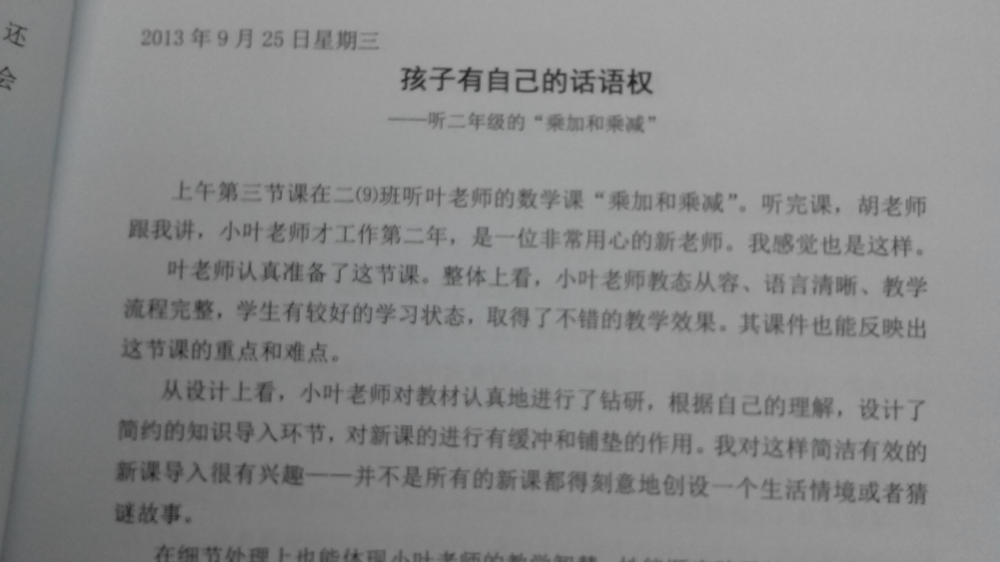 还
会
2013 年 9 月 25 日星期三
孩子有自己的话语权
——听二年级的“乘加和乘减”
上午第三节课在二(9)班听叶老师的数学课“乘加和乘减”。听完课，胡老师
跟我讲，小叶老师才工作第二年，是一位非常用心的新老师。我感觉也是这样。
叶老师认真准备了这节课。整体上看，小叶老师教态从容、语言清晰、教学
流程完整，学生有较好的学习状态，取得了不错的教学效果。其课件也能反映出
这节课的重点和难点。
从设计上看，小叶老师对教材认真地进行了钻研，根据自己的理解，设计了
简约的知识导入环节，对新课的进行有缓冲和铺垫的作用。我对这样简洁有效的
新课导入很有兴趣——并不是所有的新课都得刻意地创设一个生活情境或者猜
谜故事。
在细节处理上也能体现小叶老师的教学智慧